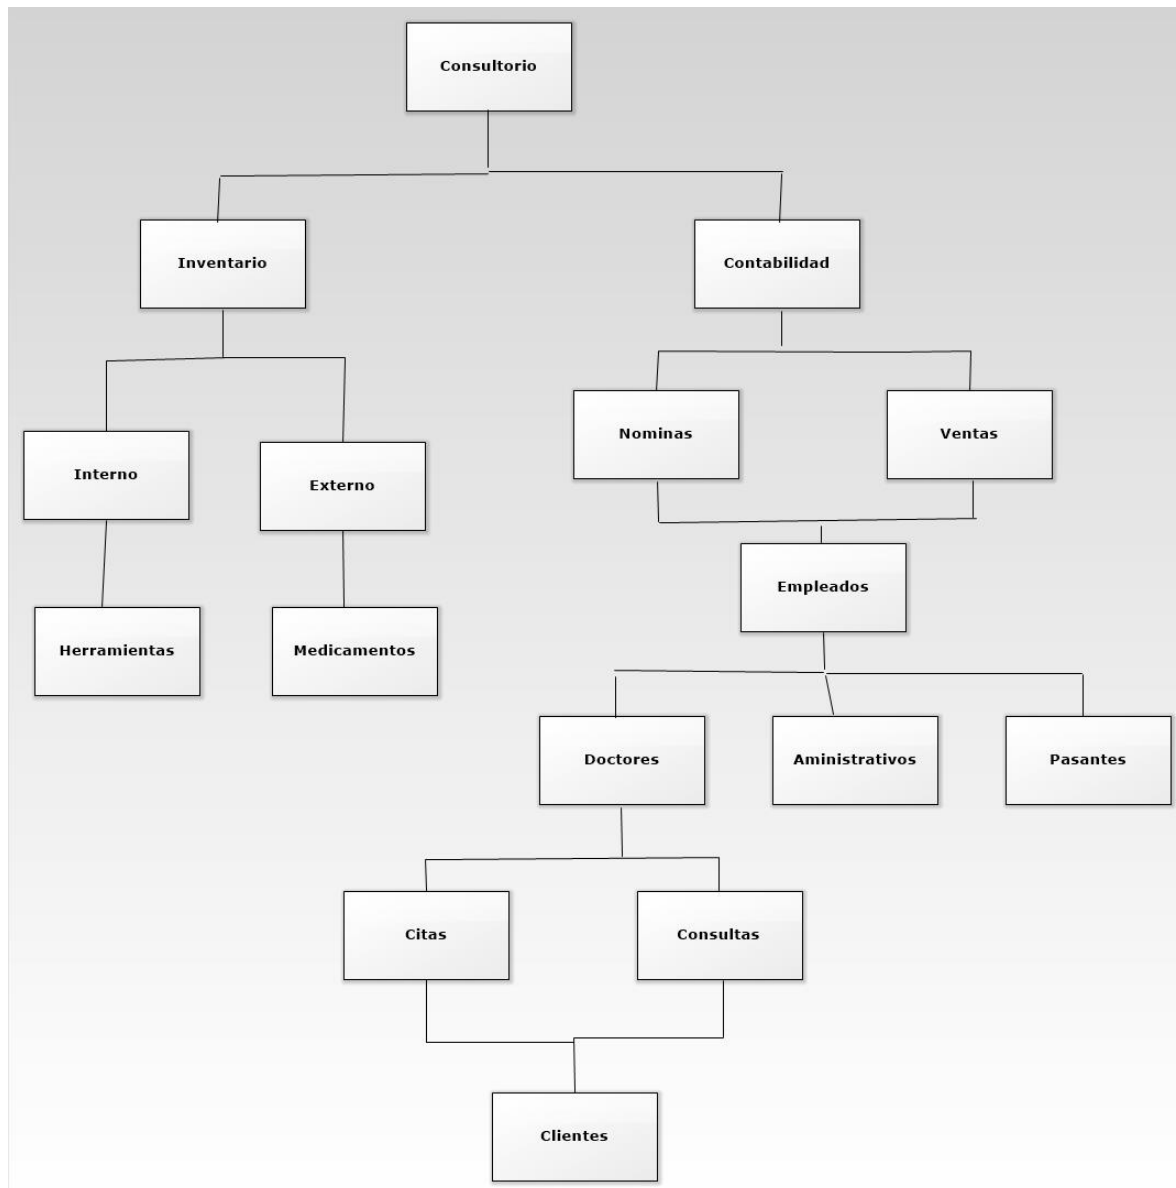 Consultorio
Inventario
Contabilidad
Nominas
Ventas
Interno
Externo
Empleados
Herramientas
Medicamentos
Doctores
Aministrativos
Pasantes
Citas
Consultas
Clientes